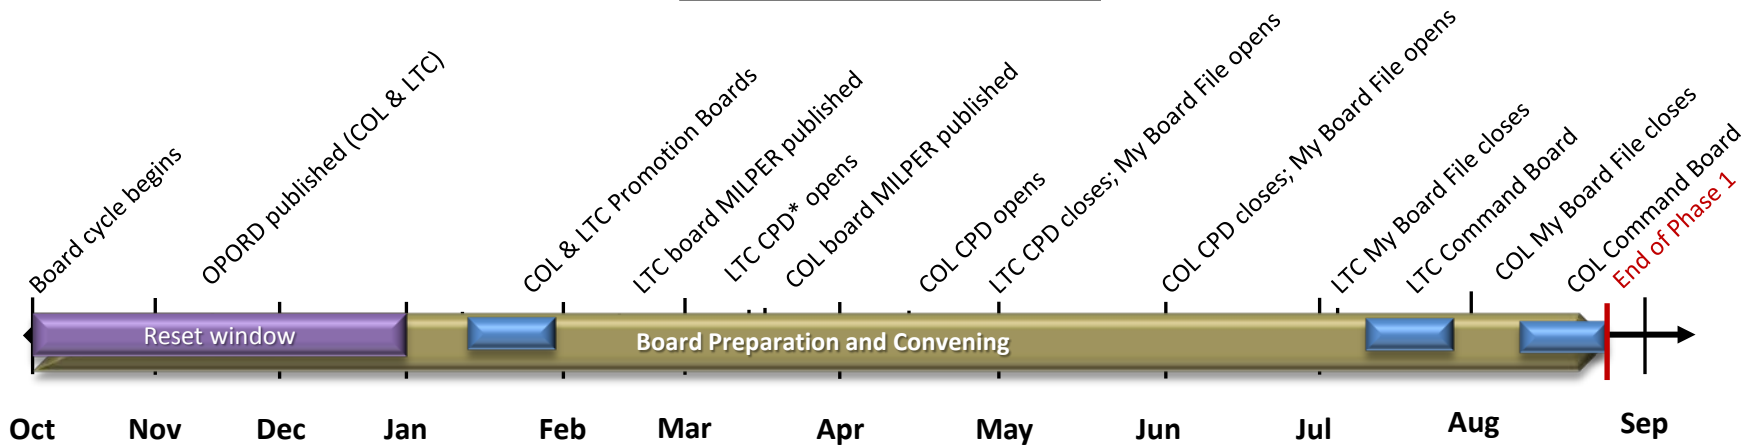 Board cycle begins
OPORD published (COL & LTC)
COL & LTC Promotion Boards
LTC board MILPER published
LTC CPD* opens
COL board MILPER published
COL CPD opens
LTC CPD closes; My Board File opens
COL CPD closes; My Board File opens
LTC My Board File closes
LTC Command Board
COL My Board File closes
COL Command Board
End of Phase 1
Reset window
Board Preparation and Convening
Oct Nov Dec Jan Feb Mar Apr May Jun Jul Aug Sep